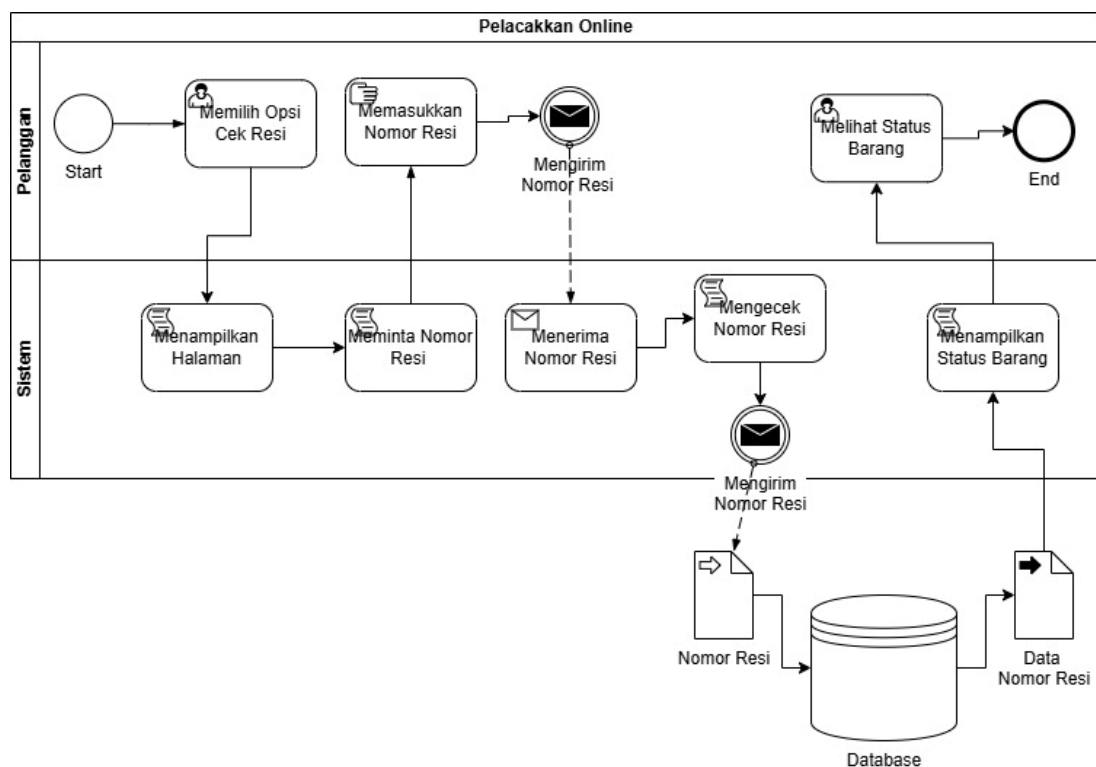 Pelacakkan Online
Pelanggan
Start
Memilih Opsi
Cek Resi
Memasukkan
Nomor Resi
Mengirim
Nomor Resi
Melihat Status
Barang
End
Sistem
Menampilkan
Halaman
Meminta Nomor
Resi
Menerima
Nomor Resi
Mengecek
Nomor Resi
Menampilkan
Status Barang
Mengirim
Nomor Resi
Nomor Resi
Database
Data
Nomor Resi